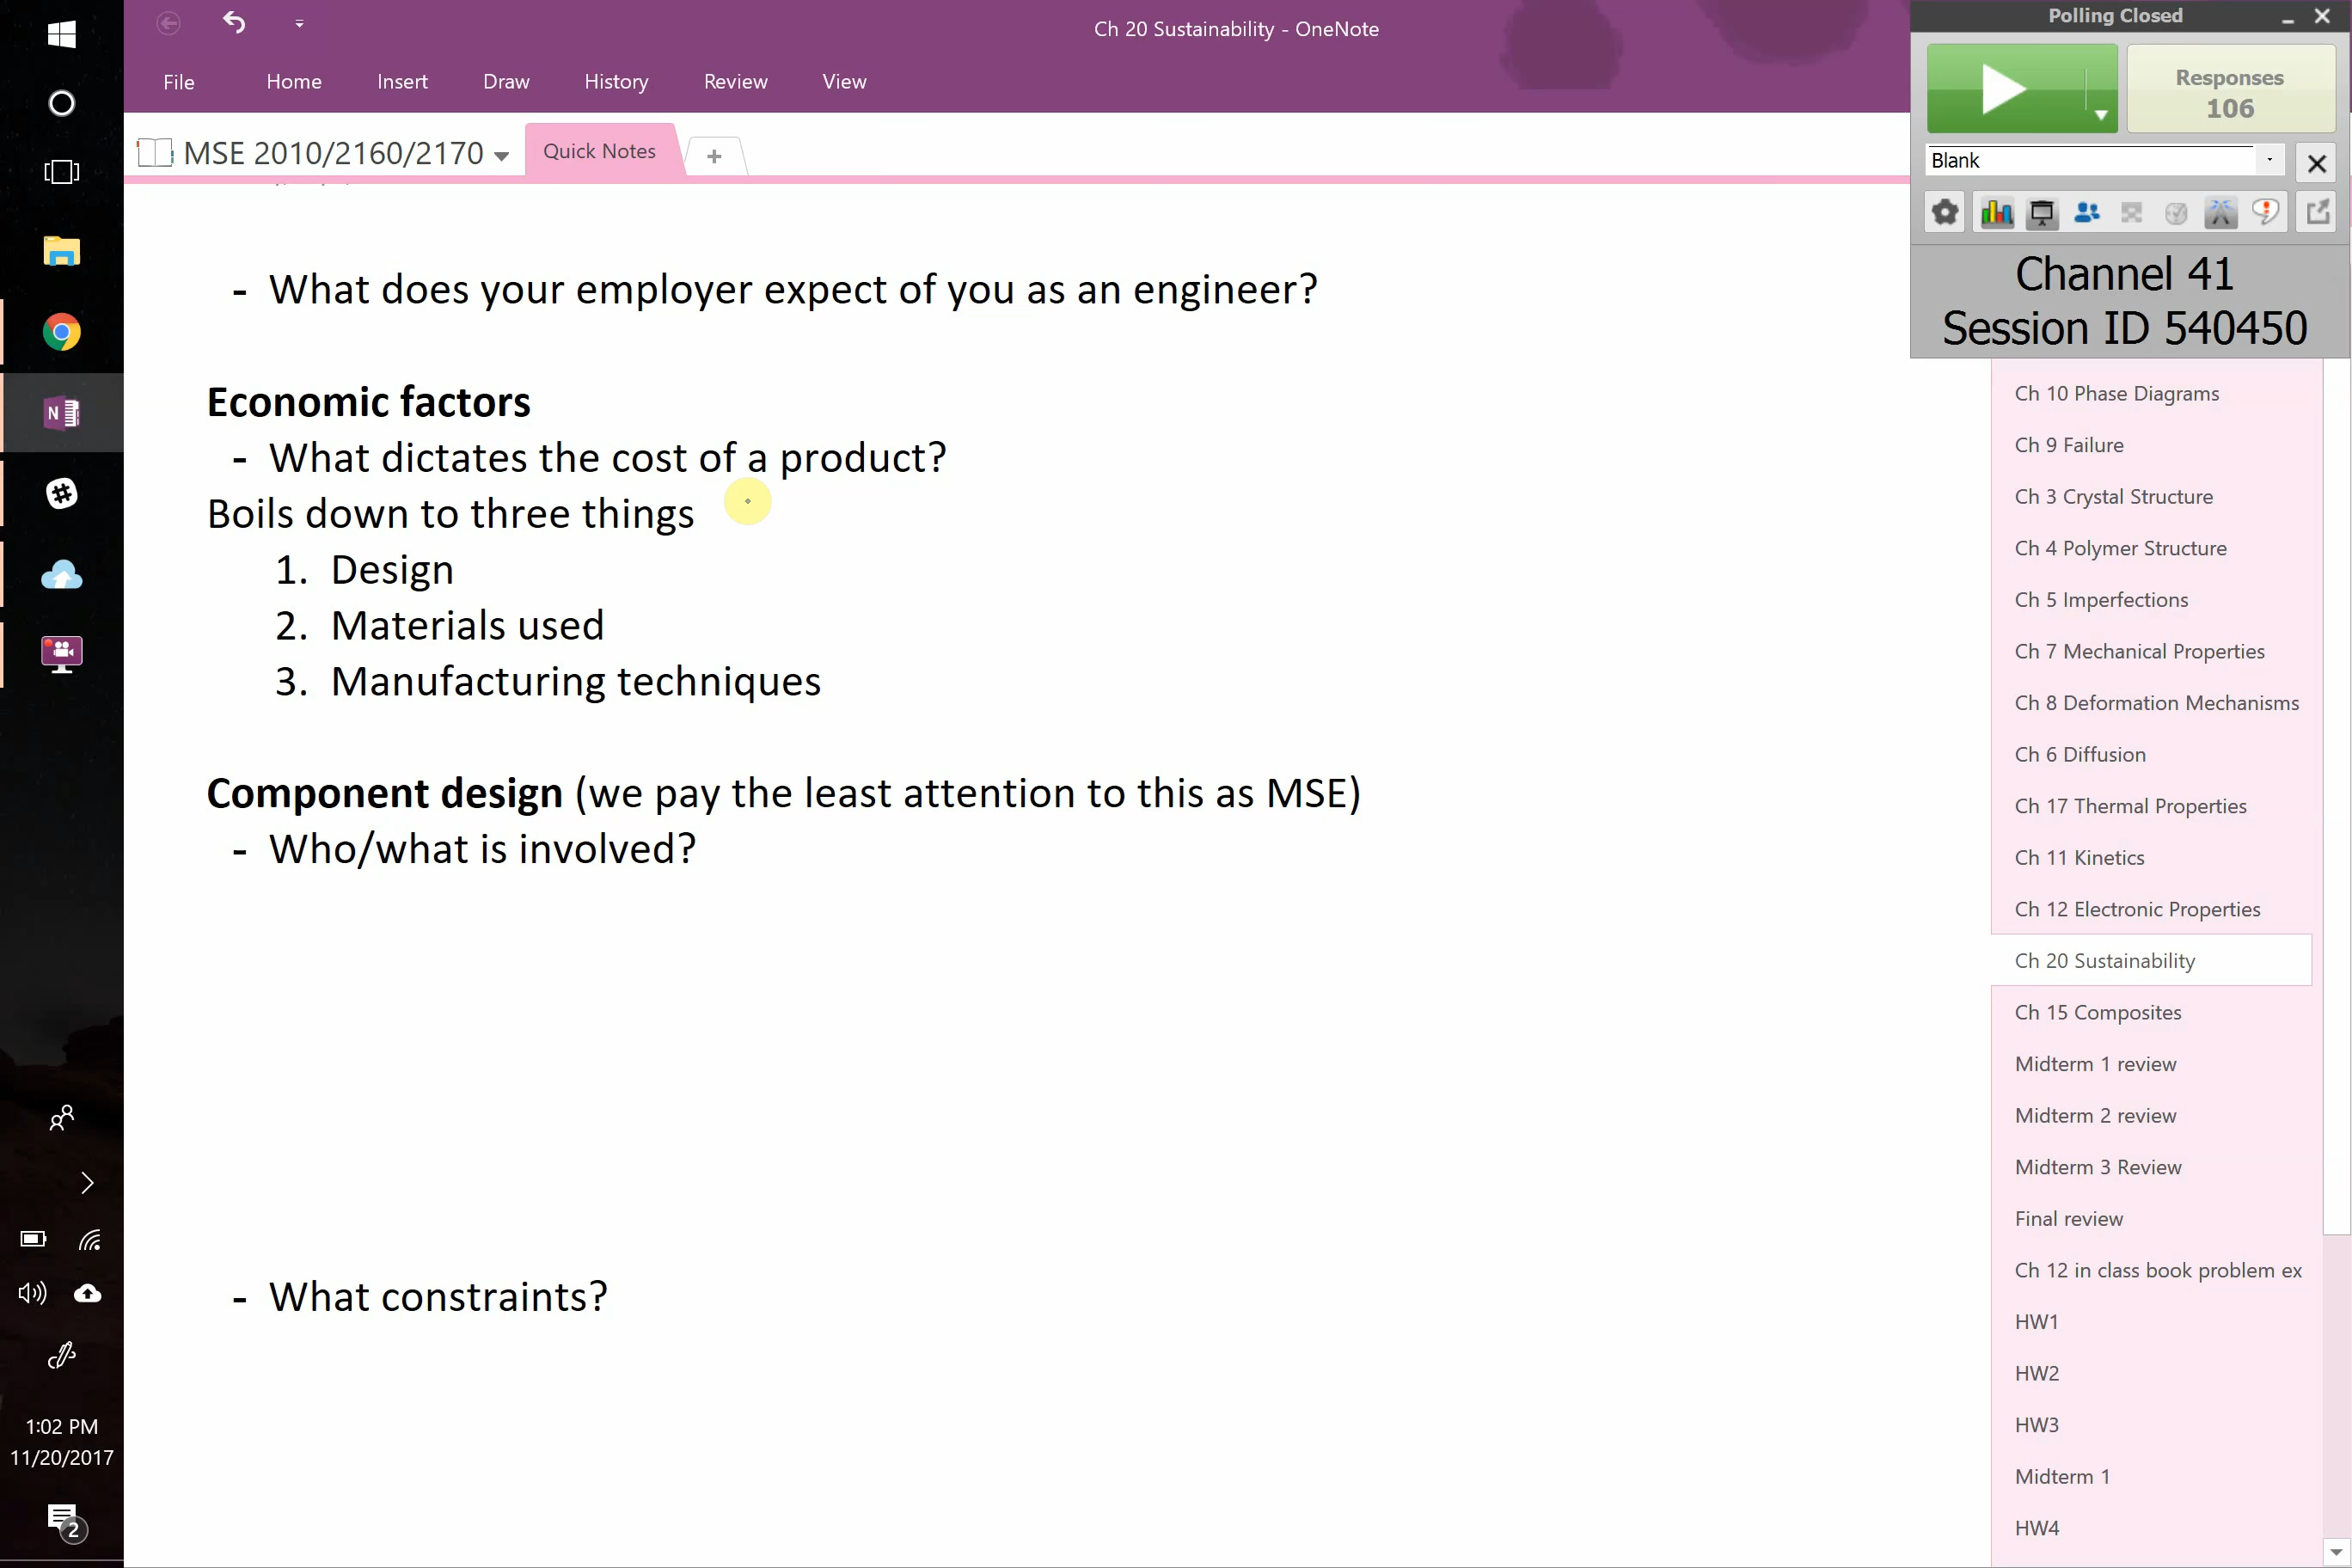 Ch 20 Sustainability - OneNote
File Home Insert Draw History Review View
MSE 2010/2160/2170 Quick Notes +
- What does your employer expect of you as an engineer?
Economic factors
- What dictates the cost of a product?
Boils down to three things
1. Design
2. Materials used
3. Manufacturing techniques
Component design (we pay the least attention to this as MSE)
- Who/what is involved?
- What constraints?
Polling Closed
Responses
106
Blank
Channel 41
Session ID 540450
Ch 10 Phase Diagrams
Ch 9 Failure
Ch 3 Crystal Structure
Ch 4 Polymer Structure
Ch 5 Imperfections
Ch 7 Mechanical Properties
Ch 8 Deformation Mechanisms
Ch 6 Diffusion
Ch 17 Thermal Properties
Ch 11 Kinetics
Ch 12 Electronic Properties
Ch 20 Sustainability
Ch 15 Composites
Midterm 1 review
Midterm 2 review
Midterm 3 Review
Final review
Ch 12 in class book problem ex
HW1
HW2
HW3
Midterm 1
HW4
N
1:02 PM
11/20/2017
2